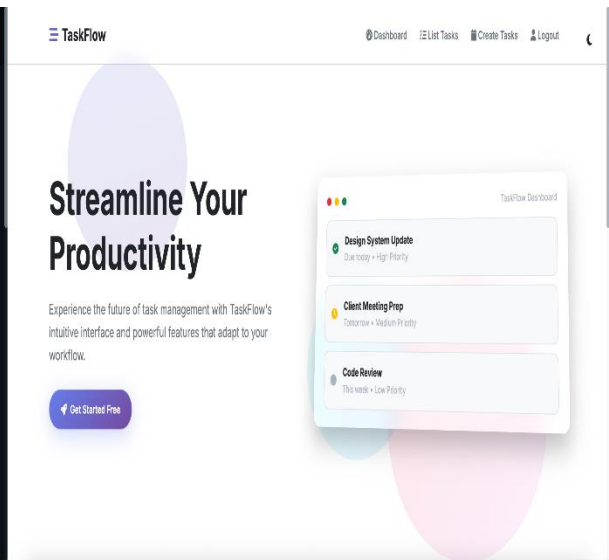 TaskFlow
Dashboard
List Tasks
Create Tasks
Logout
Streamline Your
Productivity
Experience the future of task management with TaskFlow's
intuitive interface and powerful features that adapt to your
workflow.
Get Started Free
TaskFlow Dashboard
Design System Update
Due today • High Priority
Client Meeting Prep
Tomorrow • Medium Priority
Code Review
This week • Low Priority